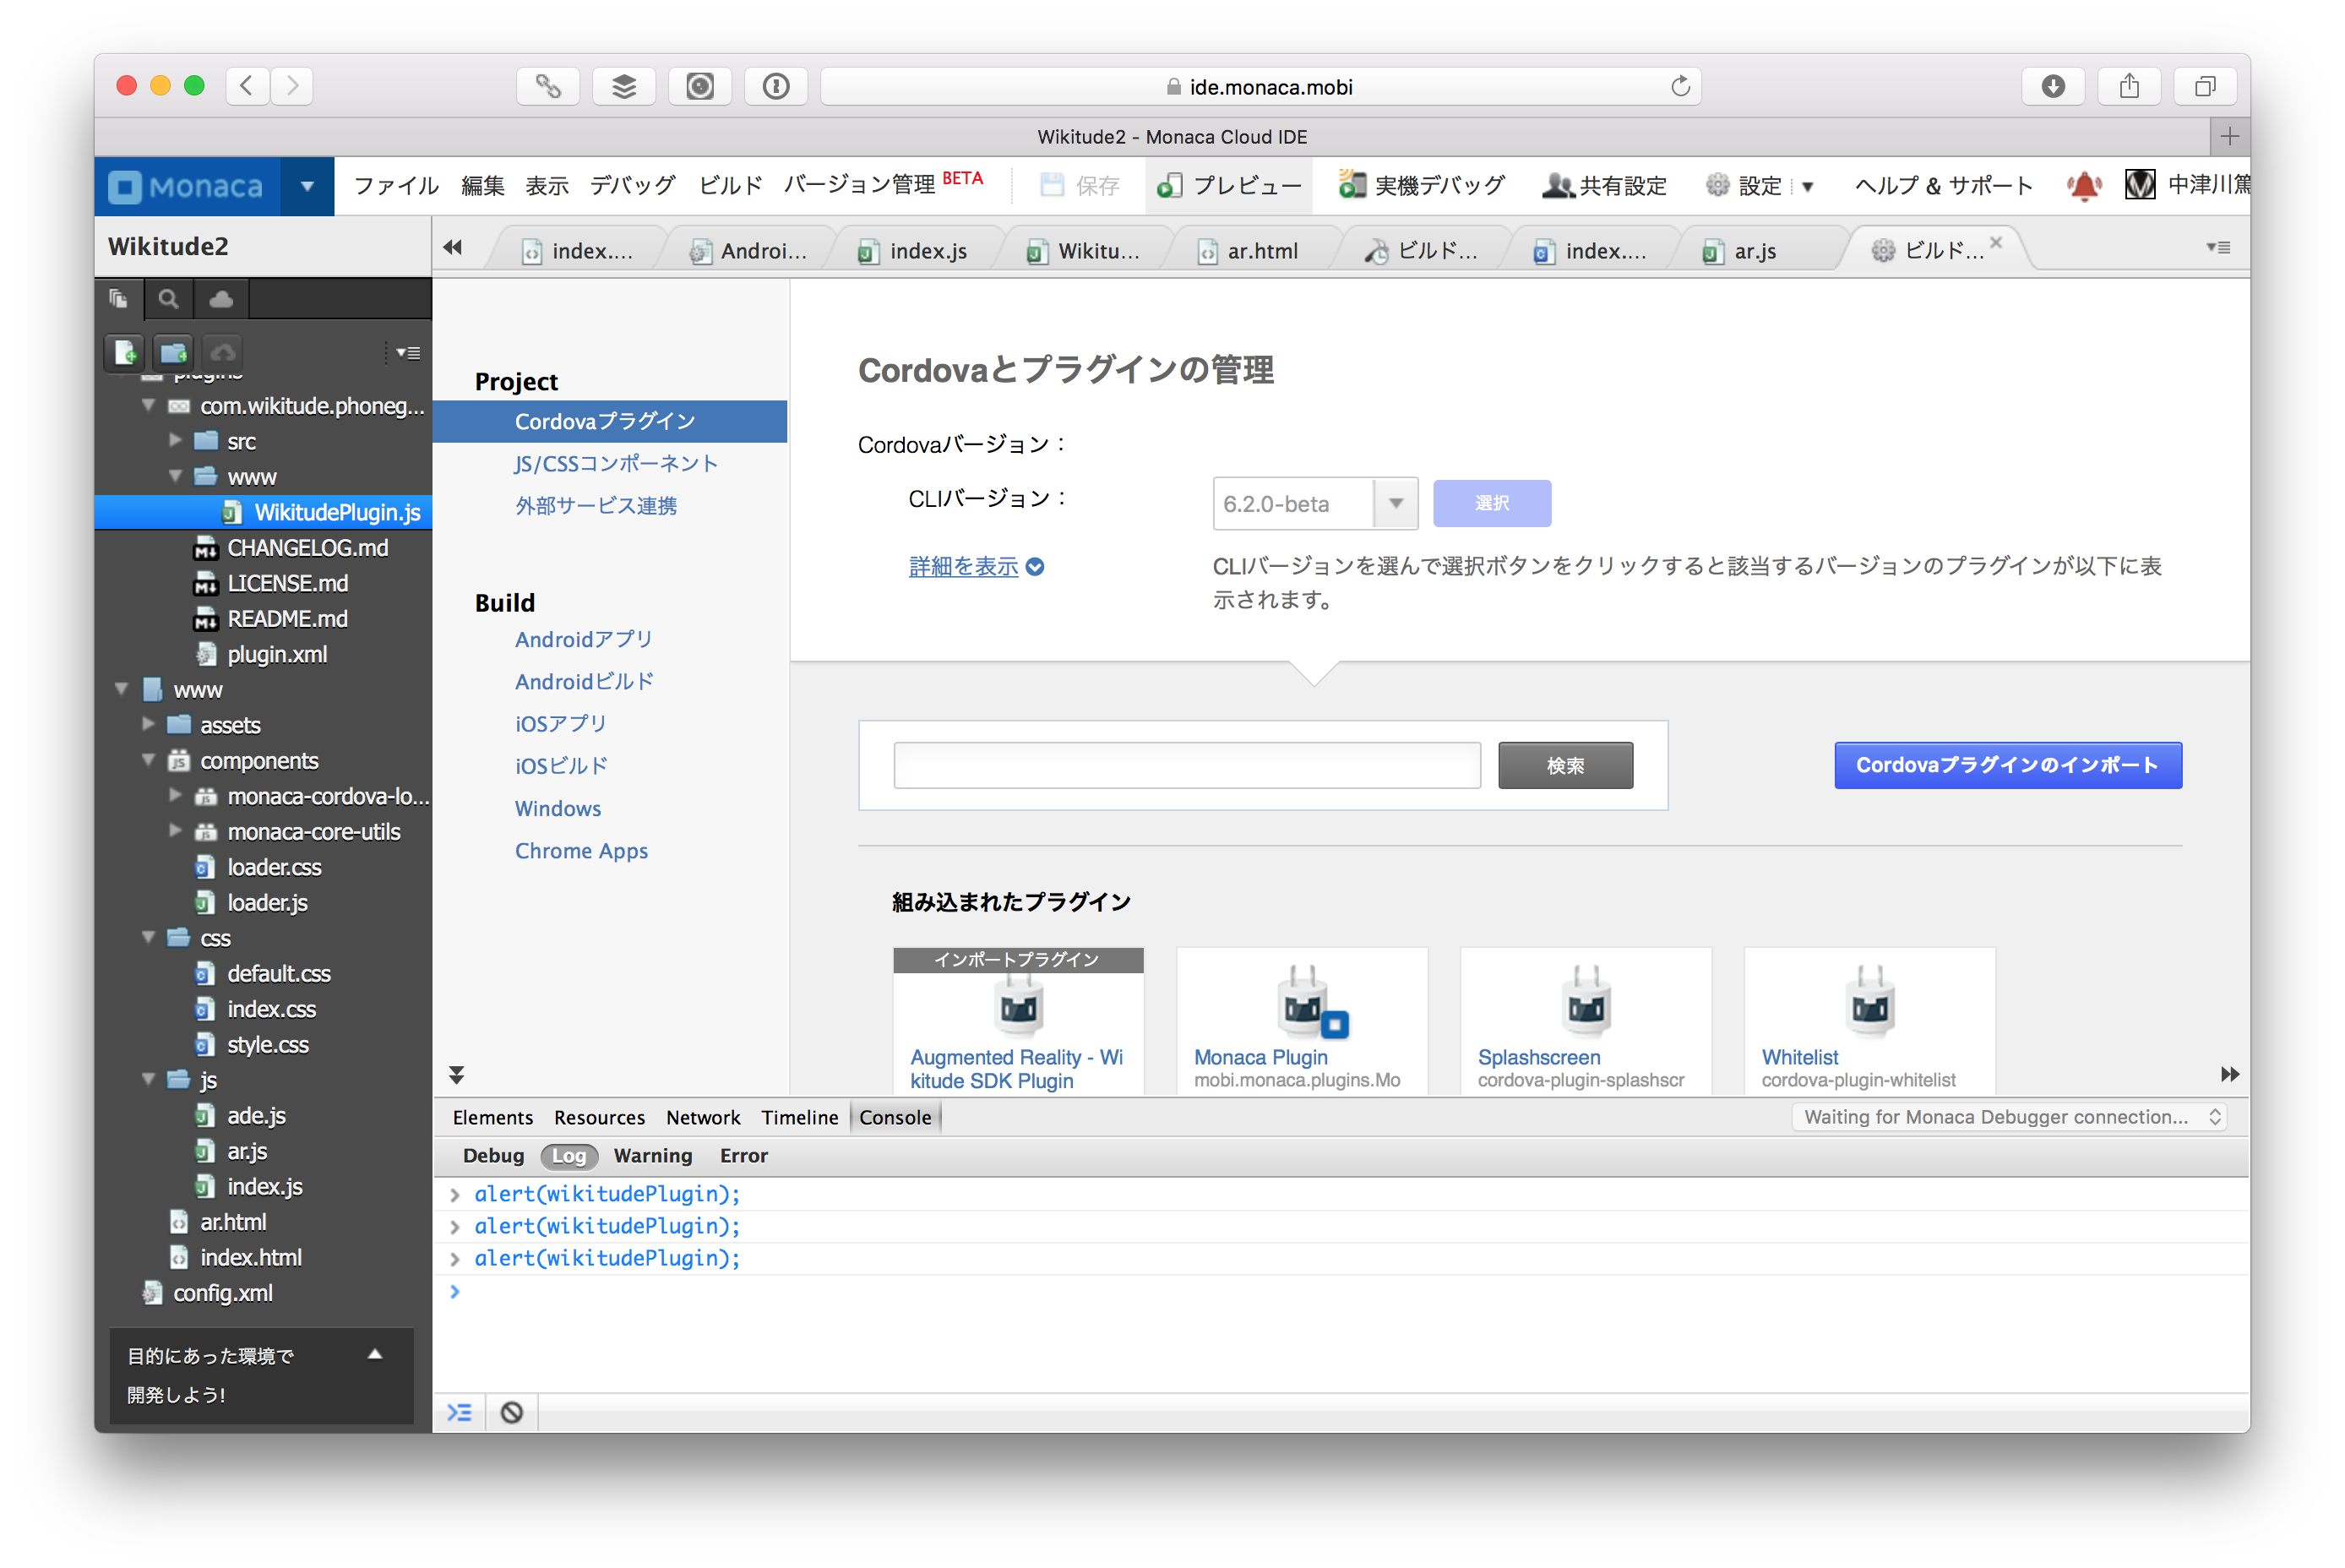 ide.monaca.mobi
Wikitude2 - Monaca Cloud IDE
Monaca
ファイル 編集 表示 デバッグ ビルド バージョン管理 BETA 保存 プレビュー 実機デバッグ 共有設定 設定 ヘルプ & サポート 中津川篤
Wikitude2
index.... Androi... index.js Wikitu... ar.html ビルド... index.... ar.js ビルド...
plugins
com.wikitude.phoneg...
src
www
WikitudePlugin.js
CHANGELOG.md
LICENSE.md
README.md
plugin.xml
www
assets
components
monaca-cordova-lo...
monaca-core-utils
loader.css
loader.js
css
default.css
index.css
style.css
js
ade.js
ar.js
index.js
ar.html
index.html
config.xml
目的にあった環境で
開発しよう!
Project
Cordovaプラグイン
JS/CSSコンポーネント
外部サービス連携
Build
Androidアプリ
Androidビルド
iOSアプリ
iOSビルド
Windows
Chrome Apps
Cordovaとプラグインの管理
Cordovaバージョン：
CLIバージョン：
6.2.0-beta
選択
詳細を表示
CLIバージョンを選んで選択ボタンをクリックすると該当するバージョンのプラグインが以下に表
示されます。
検索
Cordovaプラグインのインポート
組み込まれたプラグイン
インポートプラグイン
Augmented Reality - Wi
kitude SDK Plugin
Monaca Plugin
mobi.monaca.plugins.Mo
Splashscreen
cordova-plugin-splashscr
Whitelist
cordova-plugin-whitelist
Elements Resources Network Timeline Console
Waiting for Monaca Debugger connection...
Debug Log Warning Error
alert(wikitudePlugin);
alert(wikitudePlugin);
alert(wikitudePlugin);